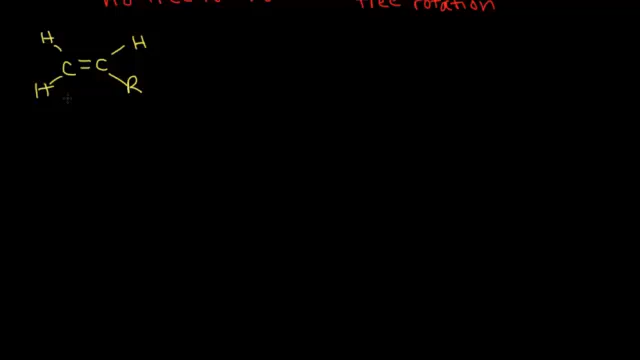 free rotation
H H
C = C
H R